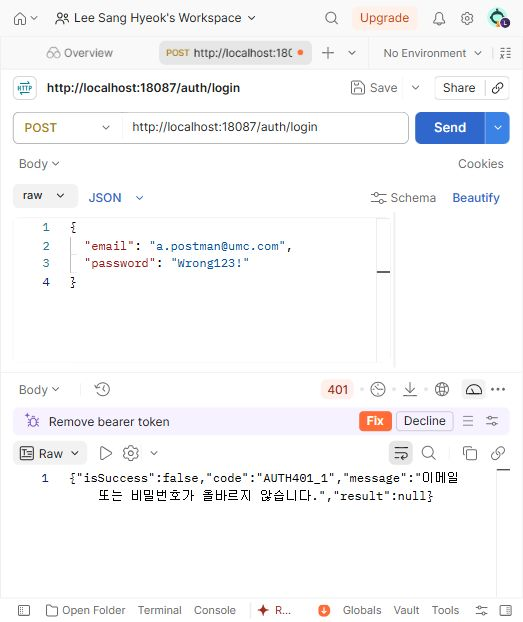 Lee Sang Hyeok's Workspace
Upgrade
L
Overview
POST http://localhost:180
No Environment
HTTP
http://localhost:18087/auth/login
Save
Share
POST
http://localhost:18087/auth/login
Send
Body
Cookies
raw
JSON
Schema
Beautify
1 {
2 "email": "a.postman@umc.com",
3 "password": "Wrong123!"
4 }
Body
401
Remove bearer token
Fix
Decline
Raw
1 {"isSuccess":false,"code":"AUTH401_1","message":"이메일
또는 비밀번호가 올바르지 않습니다.","result":null}
Open Folder
Terminal
Console
R...
Globals
Vault
Tools